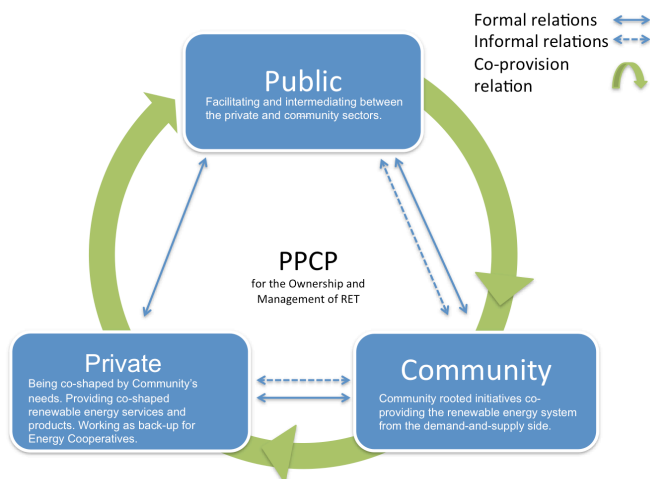 Formal relations
Informal relations
Co-provision
relation
Public
Facilitating and intermediating between
the private and community sectors.
PPCP
for the Ownership and
Management of RET
Private
Being co-shaped by Community's
needs. Providing co-shaped
renewable energy services and
products. Working as back-up for
Energy Cooperatives.
Community
Community rooted initiatives co-
providing the renewable energy system
from the demand-and-supply side.